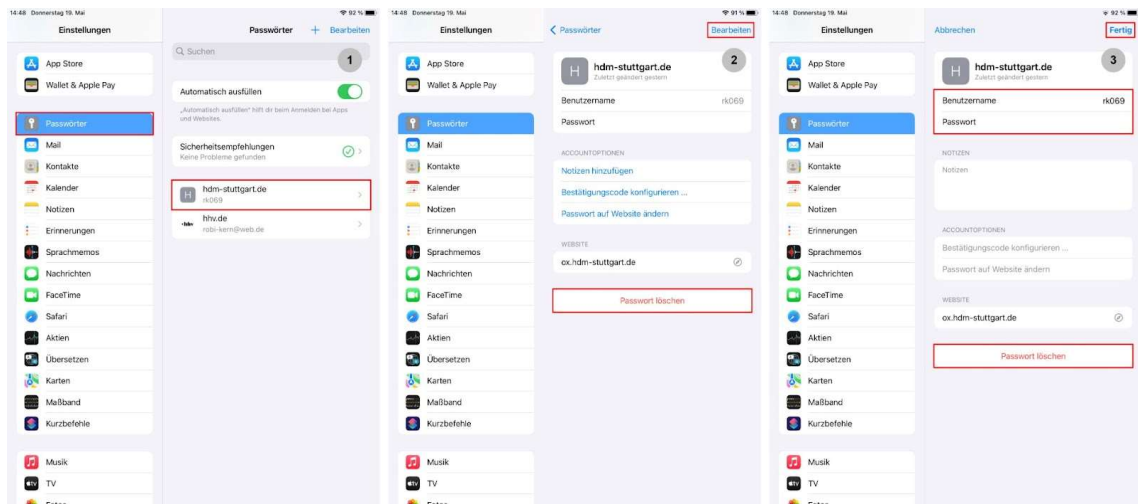 14:48 Donnerstag 19. Mai
92 %
Einstellungen
App Store
Wallet & Apple Pay
Passwörter
Mail
Kontakte
Kalender
Notizen
Erinnerungen
Sprachmemos
Nachrichten
FaceTime
Safari
Aktien
Übersetzen
Karten
Maßband
Kurzbefehle
Musik
TV
Fotos
Passwörter
+ Bearbeiten
Suchen
1
Automatisch ausfüllen
„Automatisch ausfüllen“ hilft dir beim Anmelden bei Apps
und Websites.
Sicherheitsempfehlungen
Keine Probleme gefunden
H
hdm-stuttgart.de
rk069
hhv
hhv.de
robi-kern@web.de
14:48 Donnerstag 19. Mai
91 %
Einstellungen
App Store
Wallet & Apple Pay
Passwörter
Mail
Kontakte
Kalender
Notizen
Erinnerungen
Sprachmemos
Nachrichten
FaceTime
Safari
Aktien
Übersetzen
Karten
Maßband
Kurzbefehle
Musik
TV
Fotos
Passwörter
Bearbeiten
2
H
hdm-stuttgart.de
Zuletzt geändert gestern
Benutzername rk069
Passwort
ACCOUNTOPTIONEN
Notizen hinzufügen
Bestätigungscode konfigurieren ...
Passwort auf Website ändern
WEBSITE
ox.hdm-stuttgart.de
Passwort löschen
14:48 Donnerstag 19. Mai
92 %
Einstellungen
App Store
Wallet & Apple Pay
Passwörter
Mail
Kontakte
Kalender
Notizen
Erinnerungen
Sprachmemos
Nachrichten
FaceTime
Safari
Aktien
Übersetzen
Karten
Maßband
Kurzbefehle
Musik
TV
Fotos
Abbrechen
Fertig
3
H
hdm-stuttgart.de
Zuletzt geändert gestern
Benutzername rk069
Passwort
NOTIZEN
Notizen
ACCOUNTOPTIONEN
Bestätigungscode konfigurieren ...
Passwort auf Website ändern
WEBSITE
ox.hdm-stuttgart.de
Passwort löschen